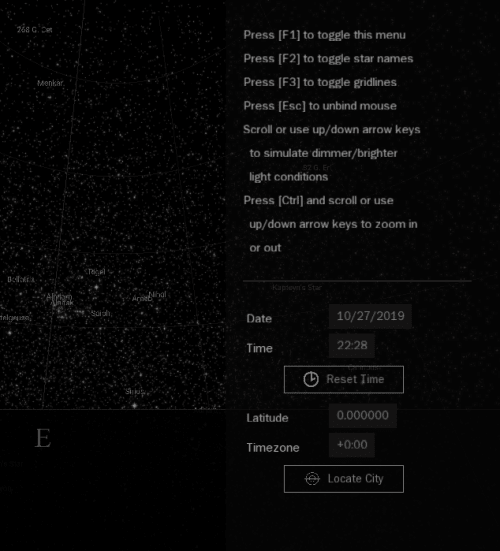 268 G. Cet
Menkar
Rigel
Saiph
Nihal
Sirius
E
Press [F1] to toggle this menu
Press [F2] to toggle star names
Press [F3] to toggle gridlines
Press [Esc] to unbind mouse
Scroll or use up/down arrow keys
to simulate dimmer/brighter
light conditions
Press [Ctrl] and scroll or use
up/down arrow keys to zoom in
or out
Kapteyn's Star
Date 10/27/2019
Time 22:28
Reset Time
Latitude 0.000000
Timezone +0:00
Locate City